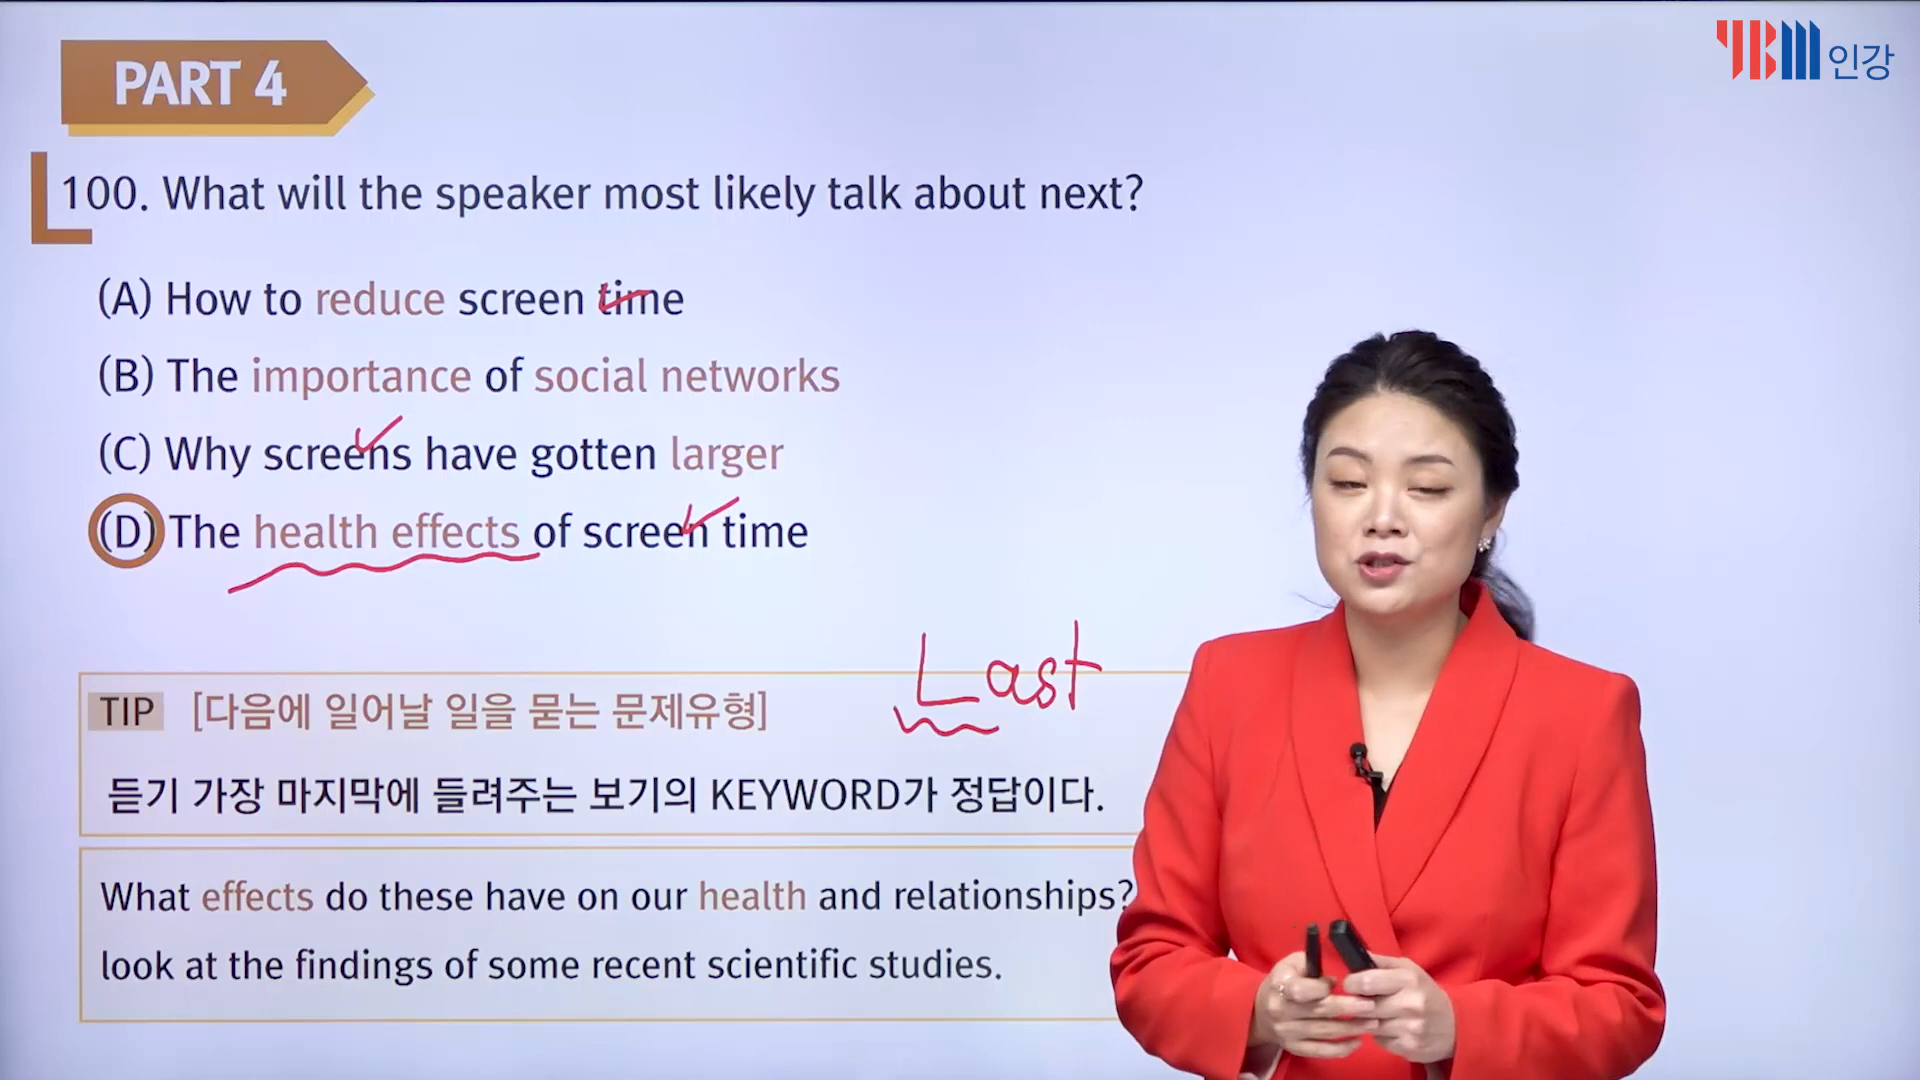 PART 4
YBM 인강
100. What will the speaker most likely talk about next?
(A) How to reduce screen time
(B) The importance of social networks
(C) Why screens have gotten larger
(D) The health effects of screen time
Last
TIP [다음에 일어날 일을 묻는 문제유형]
듣기 가장 마지막에 들려주는 보기의 KEYWORD가 정답이다.
What effects do these have on our health and relationships?
look at the findings of some recent scientific studies.